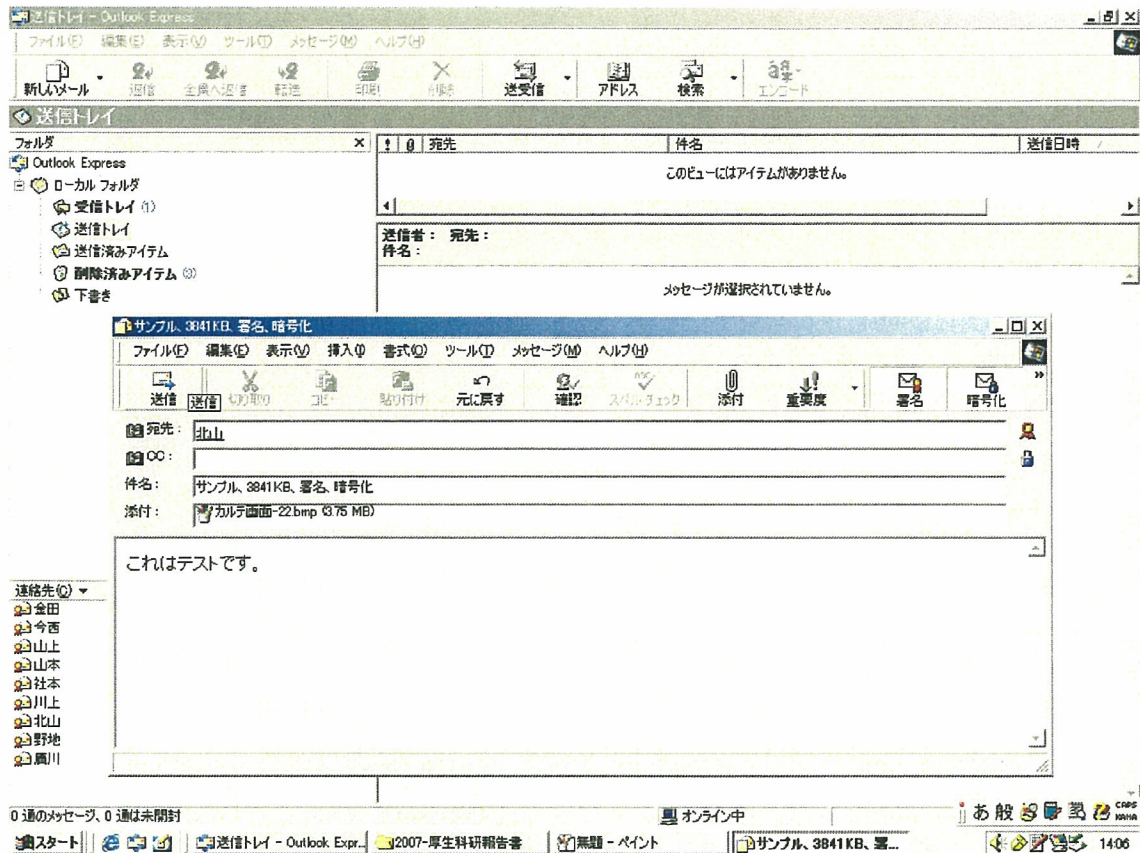 送信トレイ - Outlook Express
ファイル(F) 編集(E) 表示(V) ツール(T) メッセージ(M) ヘルプ(H)
新しいメール 返信 全員へ返信 転送 印刷 削除 送受信 アドレス 検索 エンコード
送信トレイ
フォルダ
! 宛先 件名 送信日時
Outlook Express
このビューにはアイテムがありません。
ローカル フォルダ
受信トレイ (1)
送信トレイ
送信済みアイテム
削除済みアイテム (3)
下書き
送信者: 宛先:
件名:
メッセージが選択されていません。
サンプル、3841KB、署名、暗号化
ファイル(F) 編集(E) 表示(V) 挿入(I) 書式(O) ツール(T) メッセージ(M) ヘルプ(H)
送信 送信 切り取り コピー 貼り付け 元に戻す 確認 スペル チェック 添付 重要度 署名 暗号化 »
宛先: 北山
CC:
件名: サンプル、3841KB、署名、暗号化
添付: カルテ画面-22.bmp (3.75 MB)
これはテストです。
連絡先(C)
金田
今西
山上
山本
社本
川上
北山
野地
廣川
0 通のメッセージ、0 通は未開封
オンライン中
あ 般 CAPS KANA
スタート 送信トレイ - Outlook Expr... 2007-厚生科研報告書 無題 - ペイント サンプル、3841KB、署... 14:06